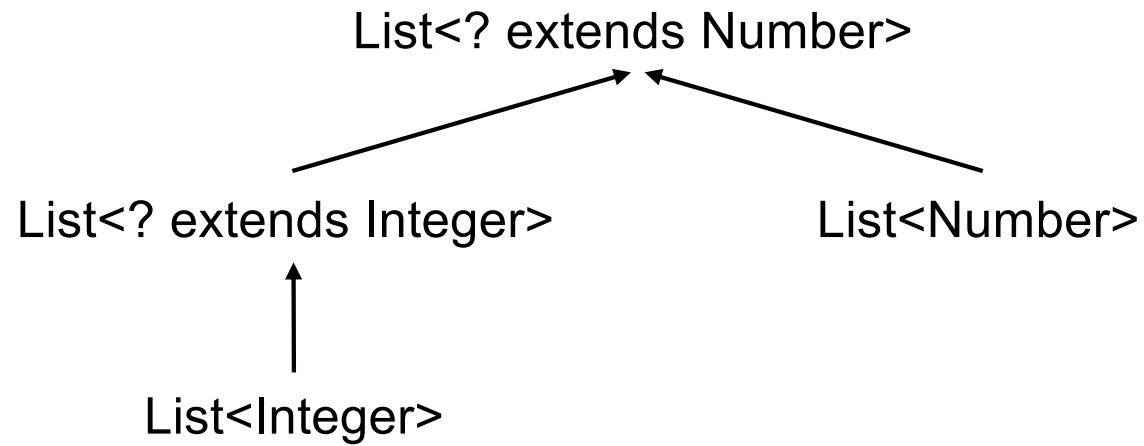 List<? extends Number>
List<? extends Integer>
List<Number>
List<Integer>